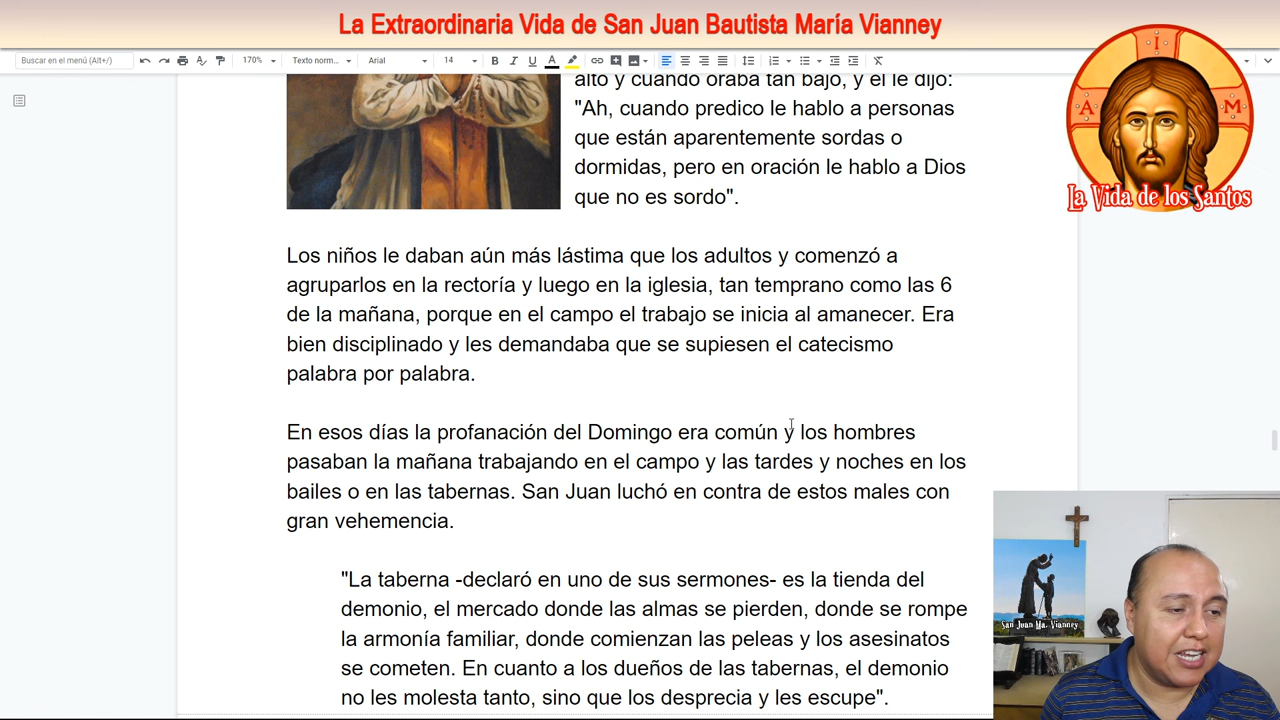 La Extraordinaria Vida de San Juan Bautista María Vianney
Buscar en el menú (Alt+/)
170%
Texto norm...
Arial
14
B I U A
I
A M
La Vida de los Santos
alto y cuando oraba tan bajo, y él le dijo:
"Ah, cuando predico le hablo a personas
que están aparentemente sordas o
dormidas, pero en oración le hablo a Dios
que no es sordo".
Los niños le daban aún más lástima que los adultos y comenzó a
agruparlos en la rectoría y luego en la iglesia, tan temprano como las 6
de la mañana, porque en el campo el trabajo se inicia al amanecer. Era
bien disciplinado y les demandaba que se supiesen el catecismo
palabra por palabra.
En esos días la profanación del Domingo era común y los hombres
pasaban la mañana trabajando en el campo y las tardes y noches en los
bailes o en las tabernas. San Juan luchó en contra de estos males con
gran vehemencia.
"La taberna -declaró en uno de sus sermones- es la tienda del
demonio, el mercado donde las almas se pierden, donde se rompe
la armonía familiar, donde comienzan las peleas y los asesinatos
se cometen. En cuanto a los dueños de las tabernas, el demonio
no les molesta tanto, sino que los desprecia y les escupe".
San Juan Ma. Vianney